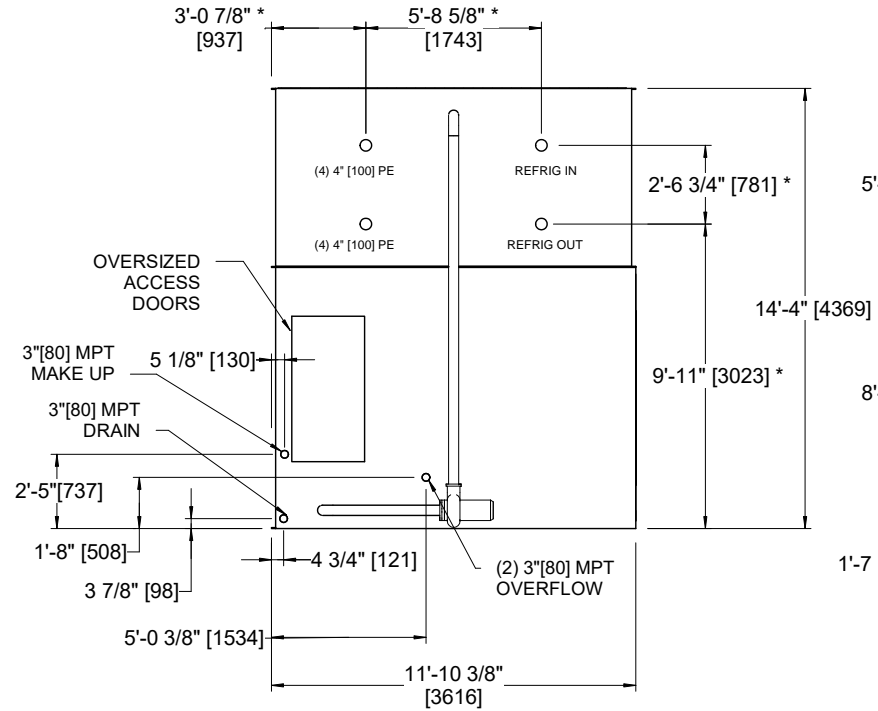 3'-0 7/8" *
[937]
5'-8 5/8" *
[1743]
(4) 4" [100] PE
REFRIG IN
2'-6 3/4" [781] *
5'-
(4) 4" [100] PE
REFRIG OUT
OVERSIZED
ACCESS
DOORS
14'-4" [4369]
3"[80] MPT
MAKE UP
5 1/8" [130]
9'-11" [3023] *
8'-
3"[80] MPT
DRAIN
2'-5"[737]
1'-8" [508]
4 3/4" [121]
(2) 3"[80] MPT
OVERFLOW
1'-7
3 7/8" [98]
5'-0 3/8" [1534]
11'-10 3/8"
[3616]